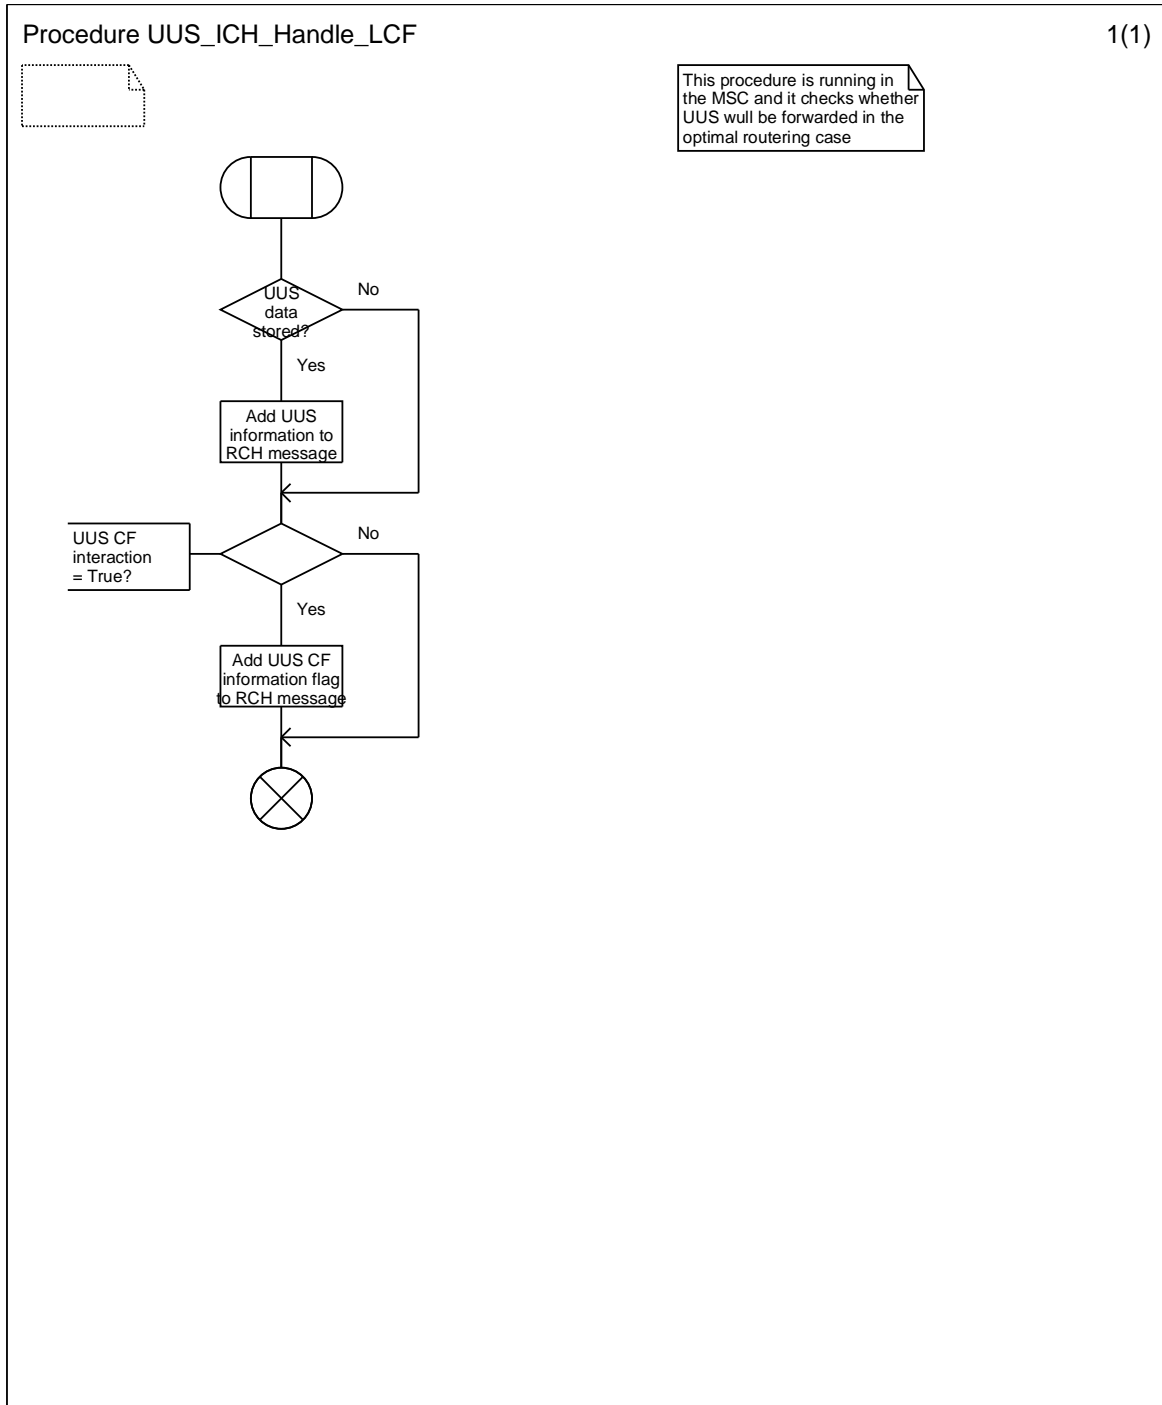 Procedure UUS_ICH_Handle_LCF
1(1)
This procedure is running in
the MSC and it checks whether
UUS wull be forwarded in the
optimal routering case
UUS
data
stored?
No
Yes
Add UUS
information to
RCH message
UUS CF
interaction
= True?
No
Yes
Add UUS CF
information flag
to RCH message